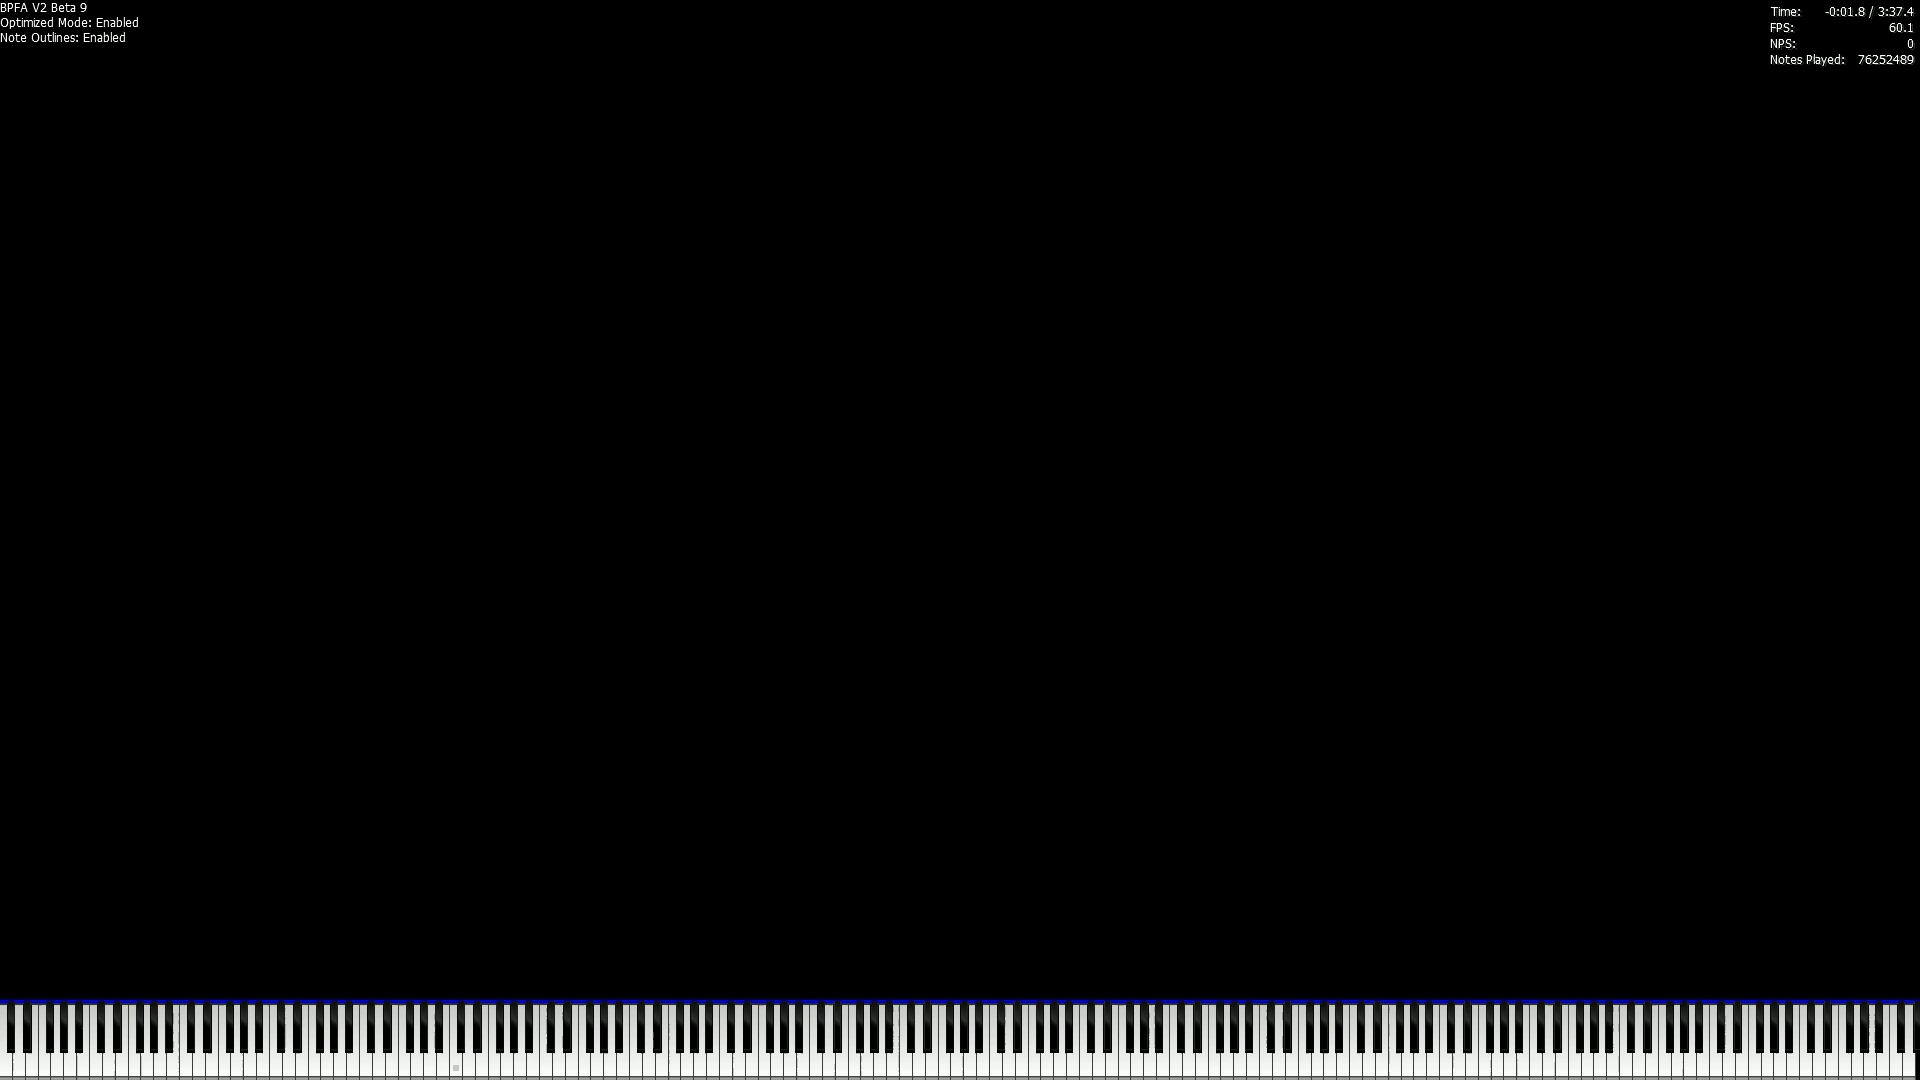 BPFA V2 Beta 9
Optimized Mode: Enabled
Note Outlines: Enabled
Time: -0:01.8 / 3:37.4
FPS: 60.1
NPS: 0
Notes Played: 76252489